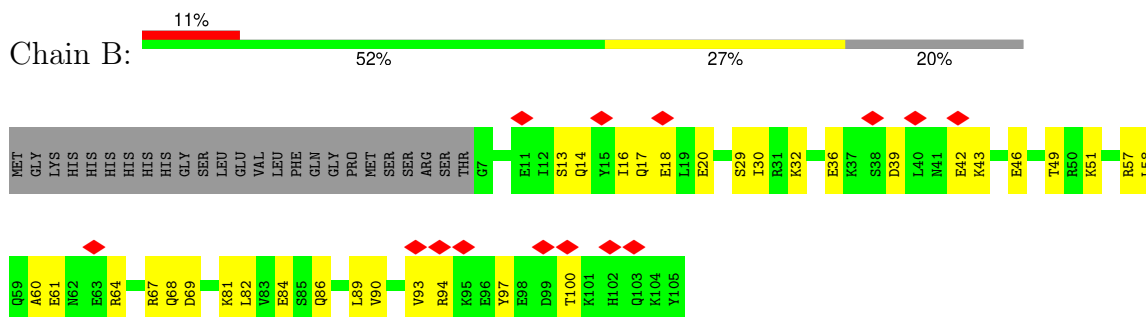 11%
Chain B:
52% 27% 20%
MET GLY LYS HIS HIS HIS HIS HIS HIS HIS GLY SER LEU GLU VAL LEU PHE GLN GLY PRO MET SER SER ARG SER THR G7 E11 I12 S13 Q14 Y15 I16 Q17 E18 L19 E20 S29 I30 R31 K32 E36 K37 S38 D39 L40 N41 E42 K43 E46 T49 R50 K51 R57 L58
Q59 A60 E61 N62 E63 R64 R67 Q68 D69 K81 L82 V83 E84 S85 Q86 L89 V90 V93 R94 K95 E96 Y97 E98 D99 T100 K101 H102 Q103 K104 Y105